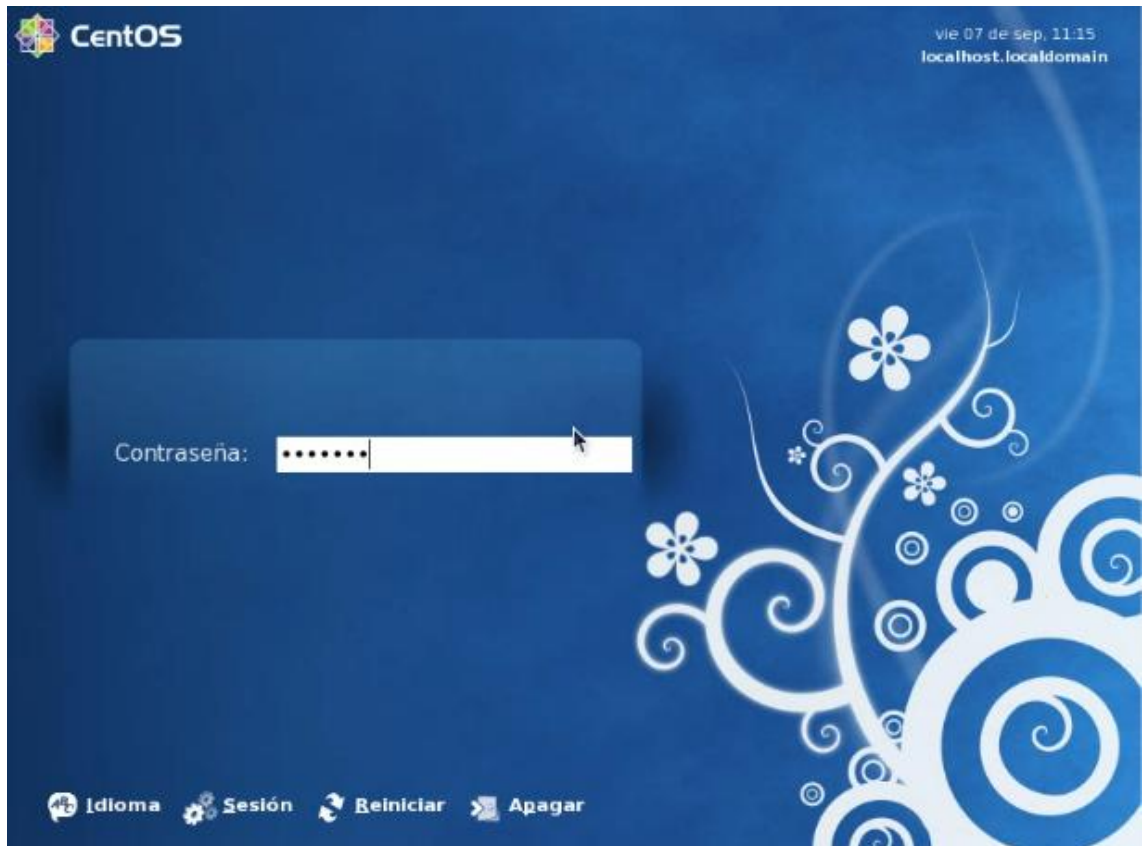 CentOS
vie 07 de sep, 11:15
localhost.localdomain
Contraseña: •••••••
Idioma Sesión Reiniciar Apagar